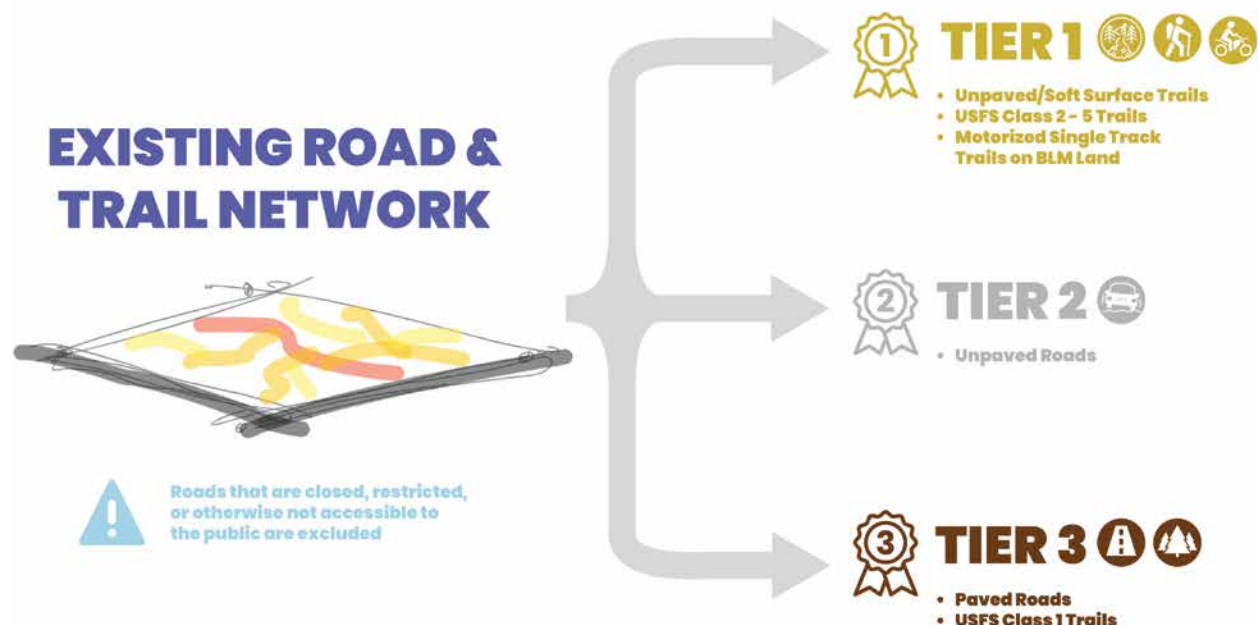 EXISTING ROAD &
TRAIL NETWORK
Roads that are closed, restricted,
or otherwise not accessible to
the public are excluded
1
TIER 1
• Unpaved/Soft Surface Trails
• USFS Class 2 - 5 Trails
• Motorized Single Track
Trails on BLM Land
2
TIER 2
• Unpaved Roads
3
TIER 3
• Paved Roads
• USFS Class 1 Trails